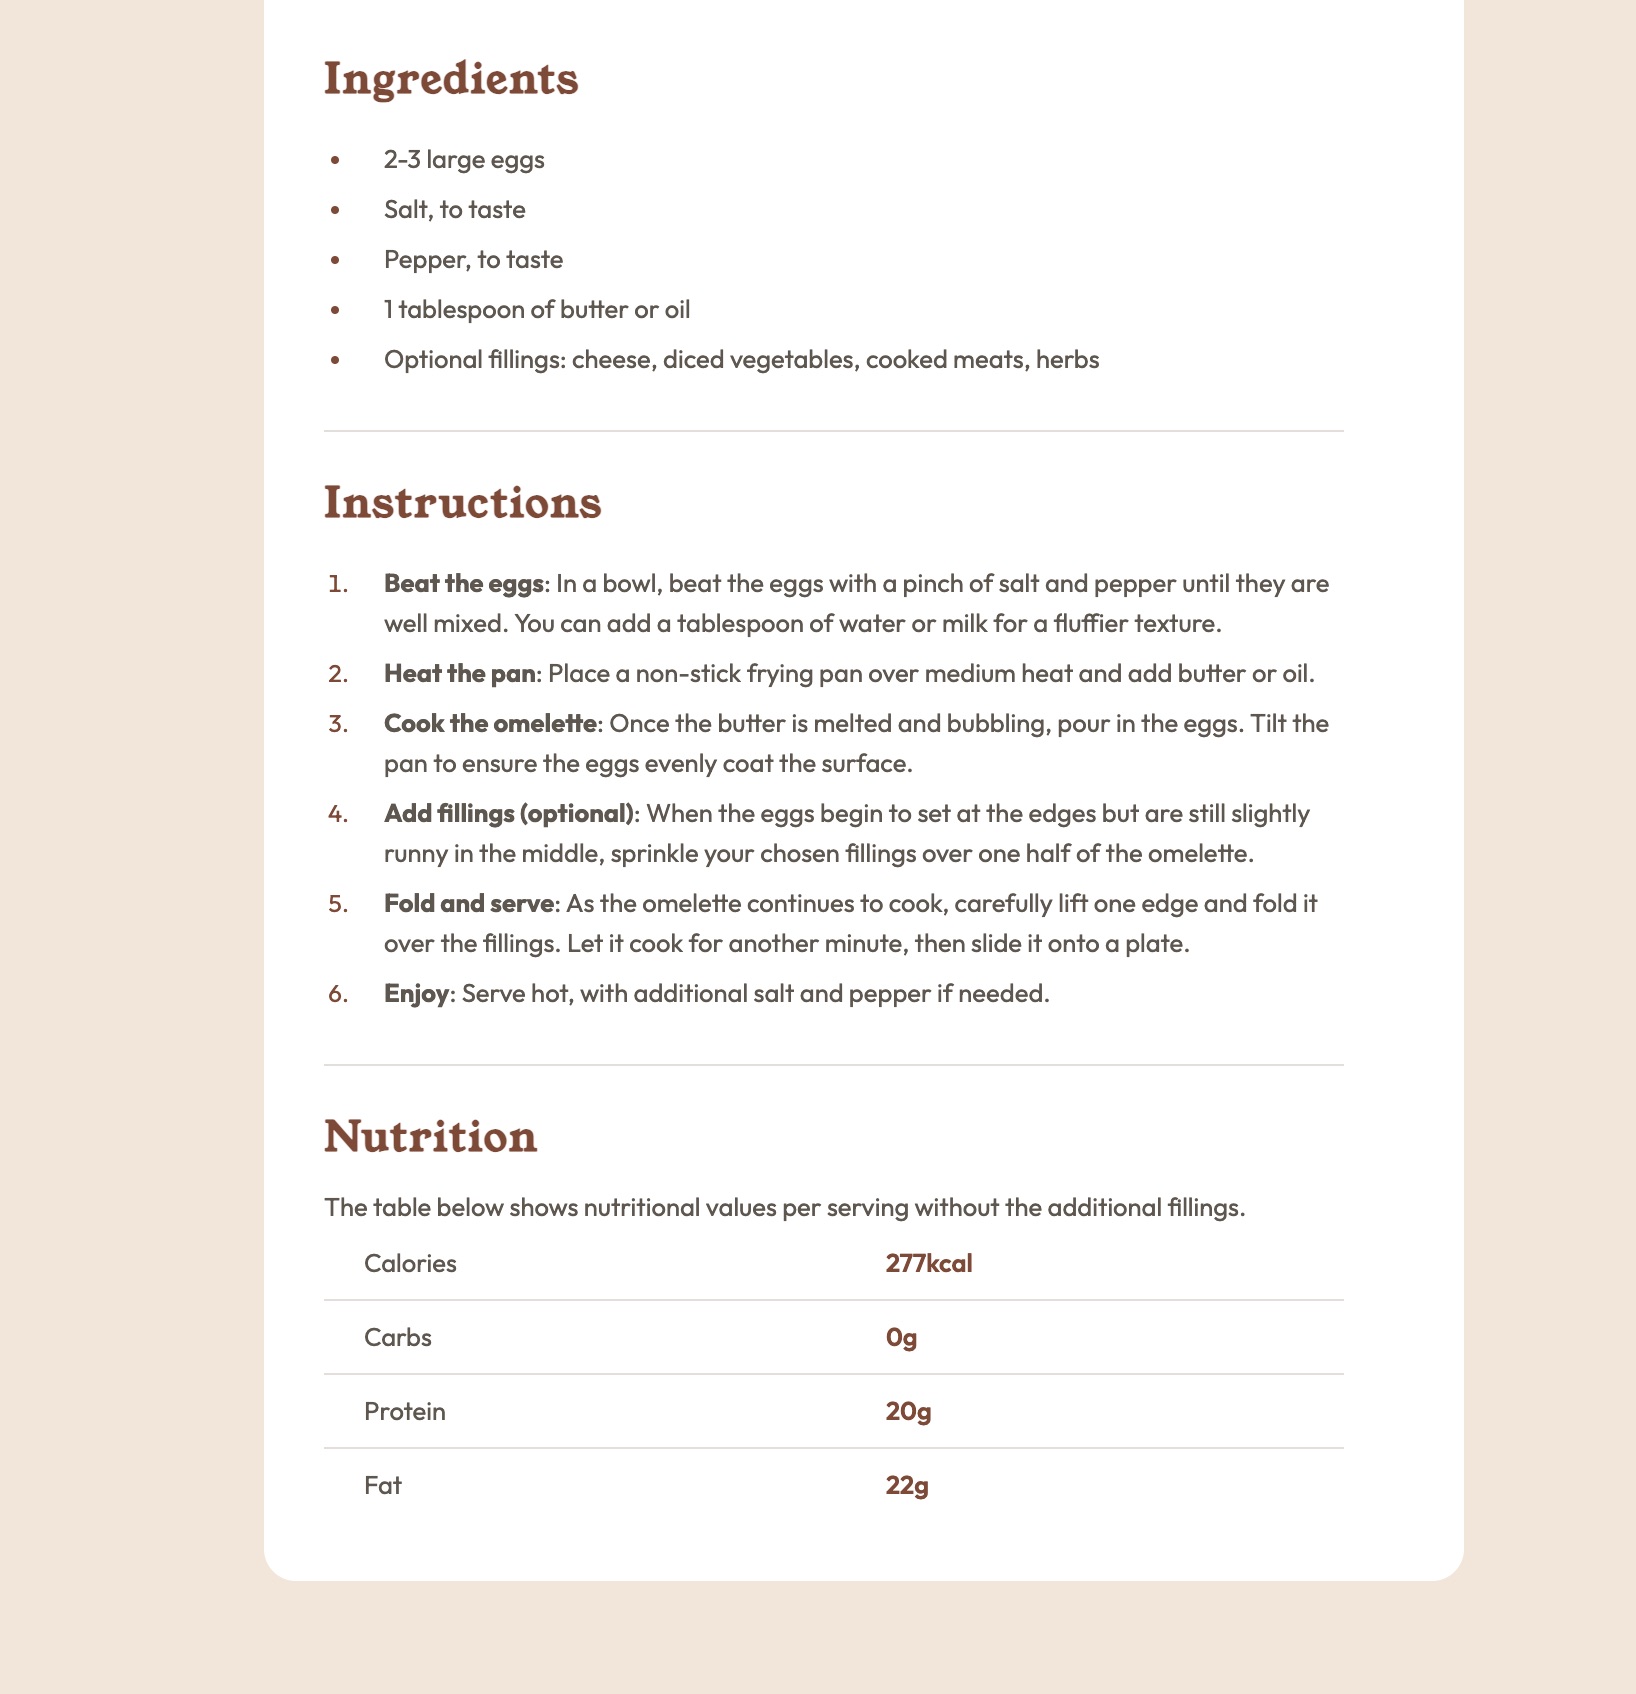 Ingredients
• 2-3 large eggs
• Salt, to taste
• Pepper, to taste
• 1 tablespoon of butter or oil
• Optional fillings: cheese, diced vegetables, cooked meats, herbs
Instructions
1. Beat the eggs: In a bowl, beat the eggs with a pinch of salt and pepper until they are
well mixed. You can add a tablespoon of water or milk for a fluffier texture.
2. Heat the pan: Place a non-stick frying pan over medium heat and add butter or oil.
3. Cook the omelette: Once the butter is melted and bubbling, pour in the eggs. Tilt the
pan to ensure the eggs evenly coat the surface.
4. Add fillings (optional): When the eggs begin to set at the edges but are still slightly
runny in the middle, sprinkle your chosen fillings over one half of the omelette.
5. Fold and serve: As the omelette continues to cook, carefully lift one edge and fold it
over the fillings. Let it cook for another minute, then slide it onto a plate.
6. Enjoy: Serve hot, with additional salt and pepper if needed.
Nutrition
The table below shows nutritional values per serving without the additional fillings.
Calories 277kcal
Carbs 0g
Protein 20g
Fat 22g